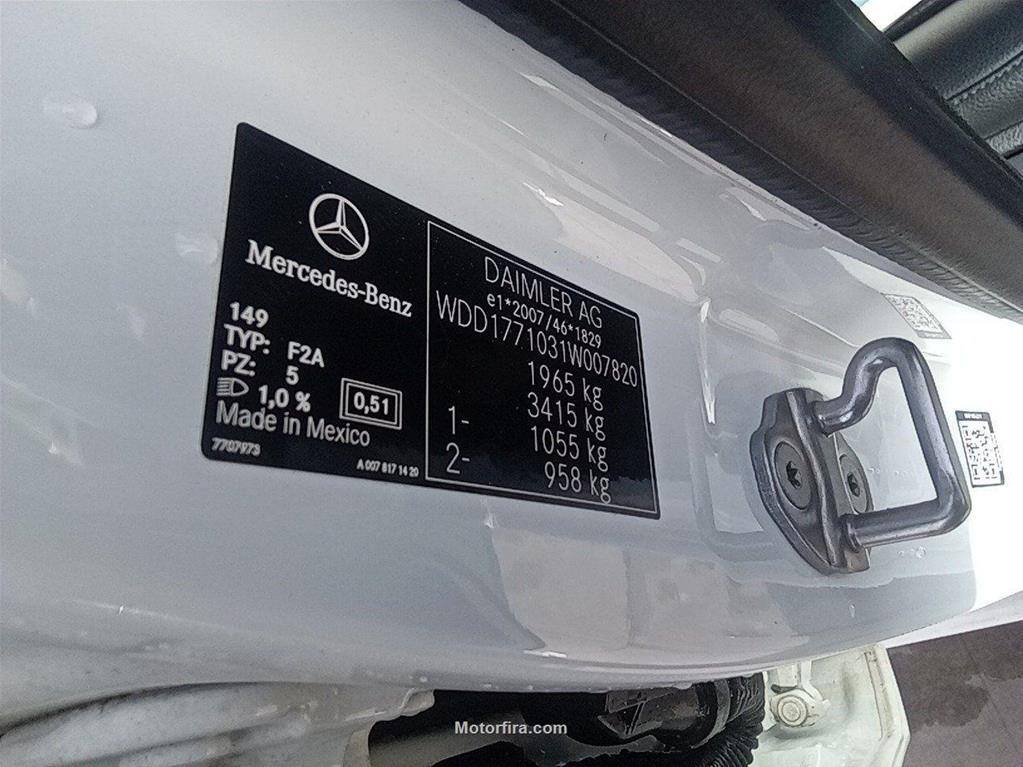 Mercedes-Benz
149
TYP: F2A
PZ: 5
1,0 %
0,51
Made in Mexico
7707973
A 007 817 14 20
DAIMLER AG
e1*2007/46*1829
WDD1771031W007820
1965 kg
3415 kg
1- 1055 kg
2- 958 kg
Motorfira.com